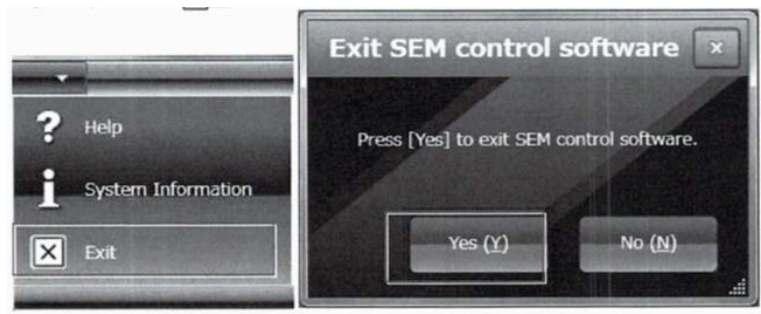 Help
System Information
Exit
Exit SEM control software
Press [Yes] to exit SEM control software.
Yes (Y)
No (N)